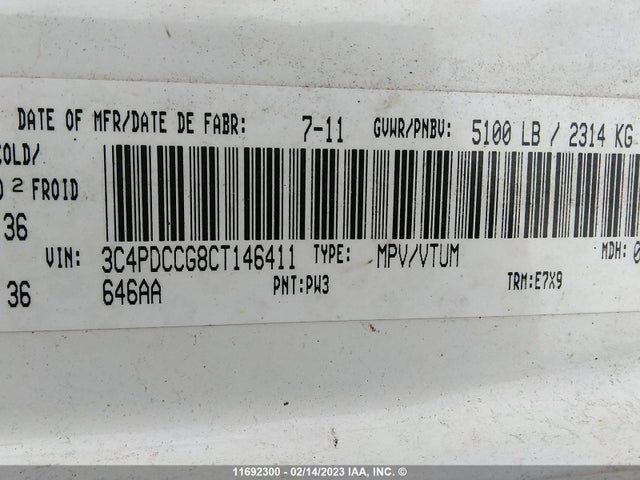 DATE OF MFR/DATE DE FABR: 7-11 GVWR/PNBV: 5100 LB / 2314 KG
COLD/
2 FROID
36
VIN: 3C4PDCCG8CT146411 TYPE: MPV/VTUM MDH: 0
36 646AA PNT:PW3 TRM:E7X9
11692300 - 02/14/2023 IAA, INC. ©